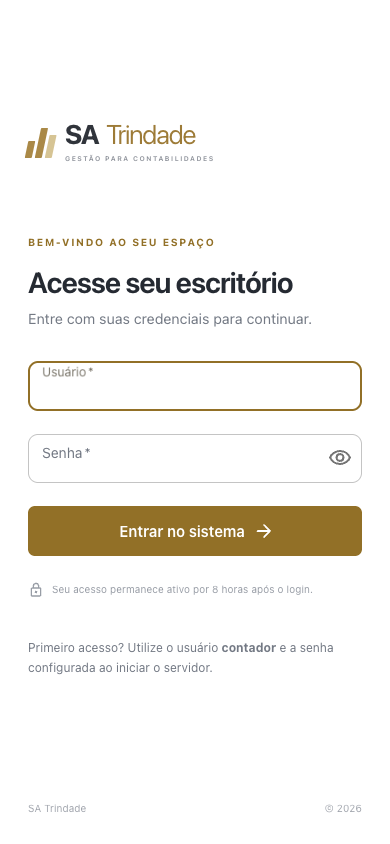 SA Trindade
GESTÃO PARA CONTABILIDADES
BEM-VINDO AO SEU ESPAÇO
Acesse seu escritório
Entre com suas credenciais para continuar.
Usuário *
Senha *
Entrar no sistema →
Seu acesso permanece ativo por 8 horas após o login.
Primeiro acesso? Utilize o usuário contador e a senha
configurada ao iniciar o servidor.
SA Trindade © 2026